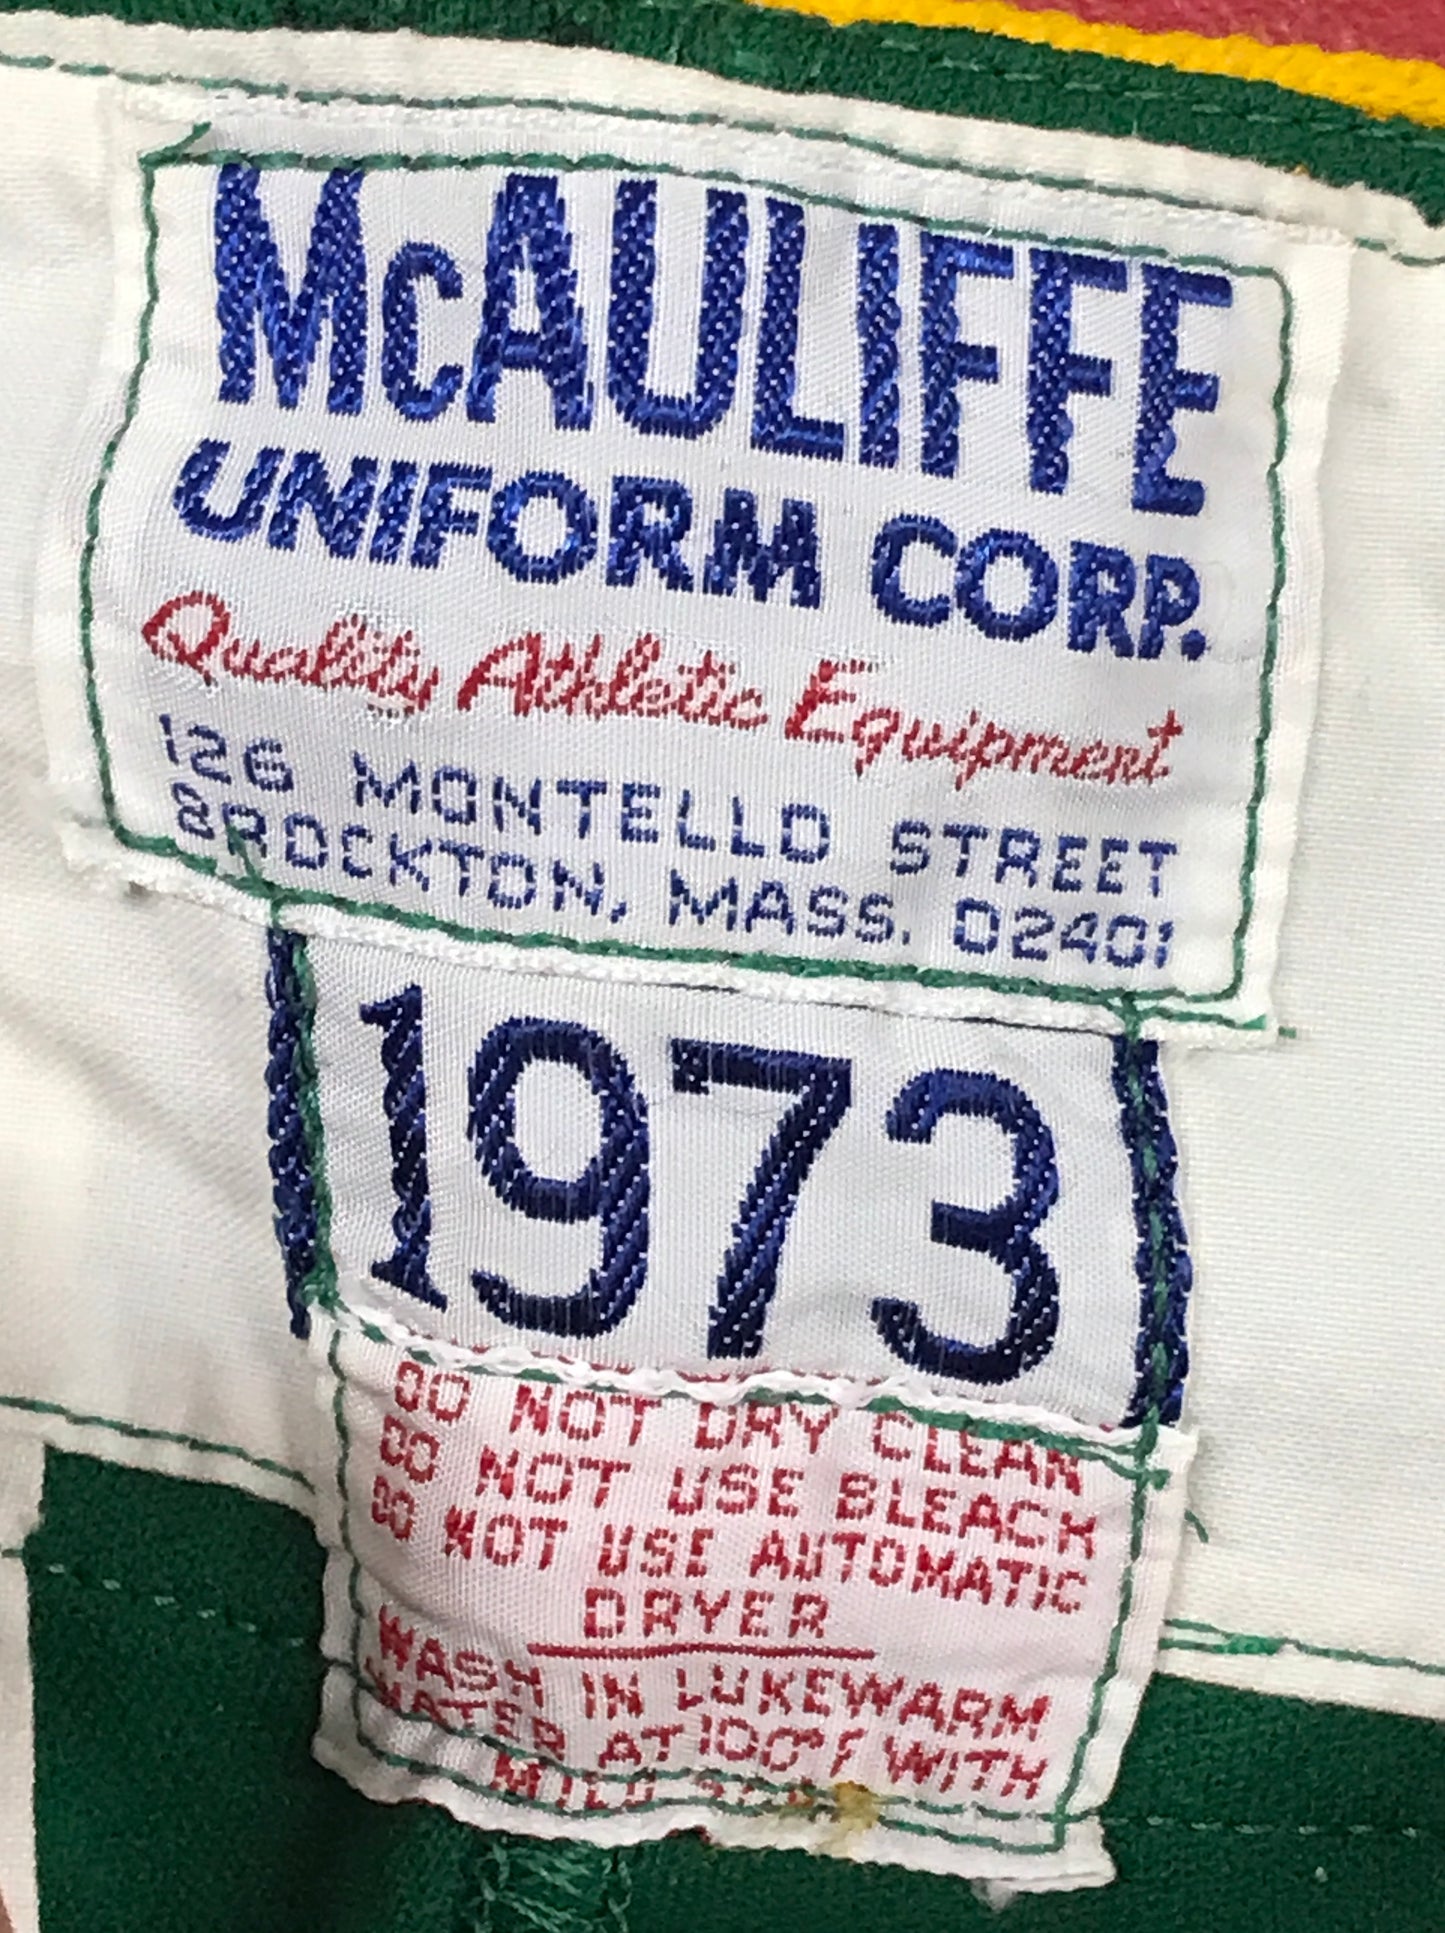 McAULIFFE
UNIFORM CORP.
Quality Athletic Equipment
126 MONTELLO STREET
BROCKTON, MASS. 02401
1973
DO NOT DRY CLEAN
DO NOT USE BLEACH
DO NOT USE AUTOMATIC
DRYER
WASH IN LUKEWARM
WATER AT 100° F WITH
MILD